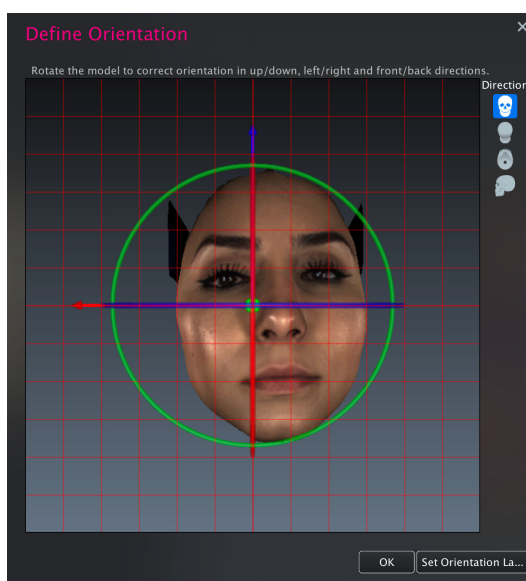 Define Orientation
Rotate the model to correct orientation in up/down, left/right and front/back directions.
Direction
OK
Set Orientation La...